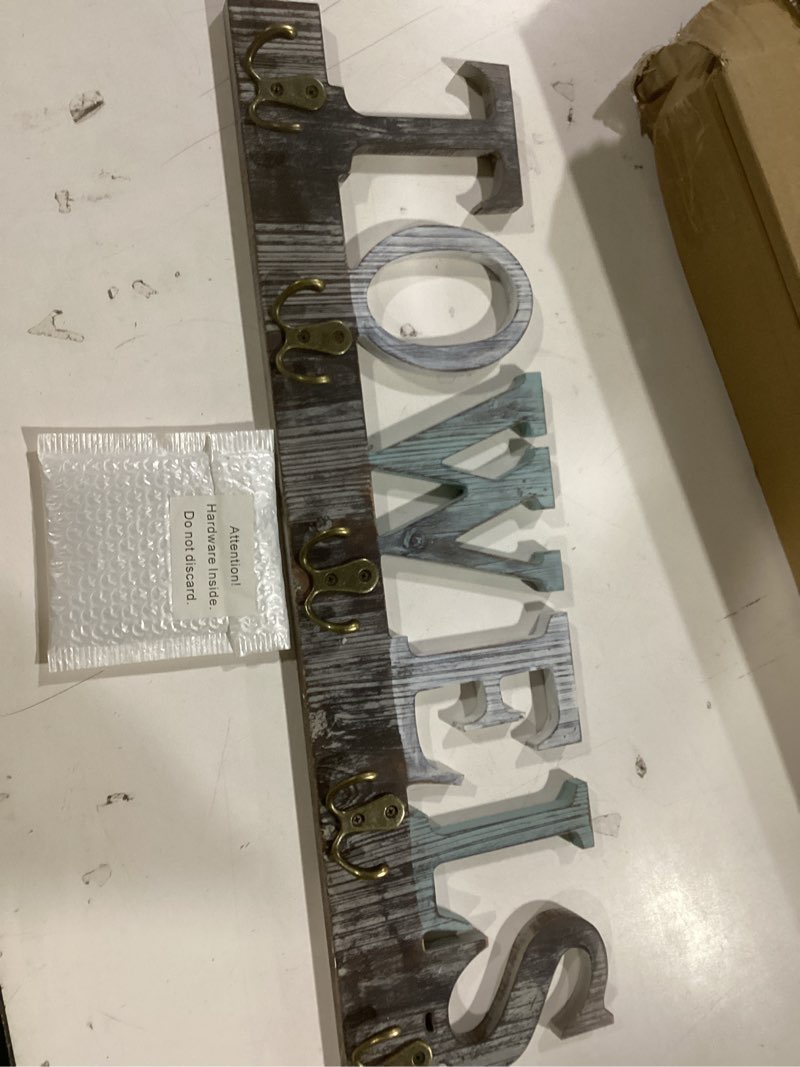 TOWELS
Attention!
Hardware Inside.
Do not discard.